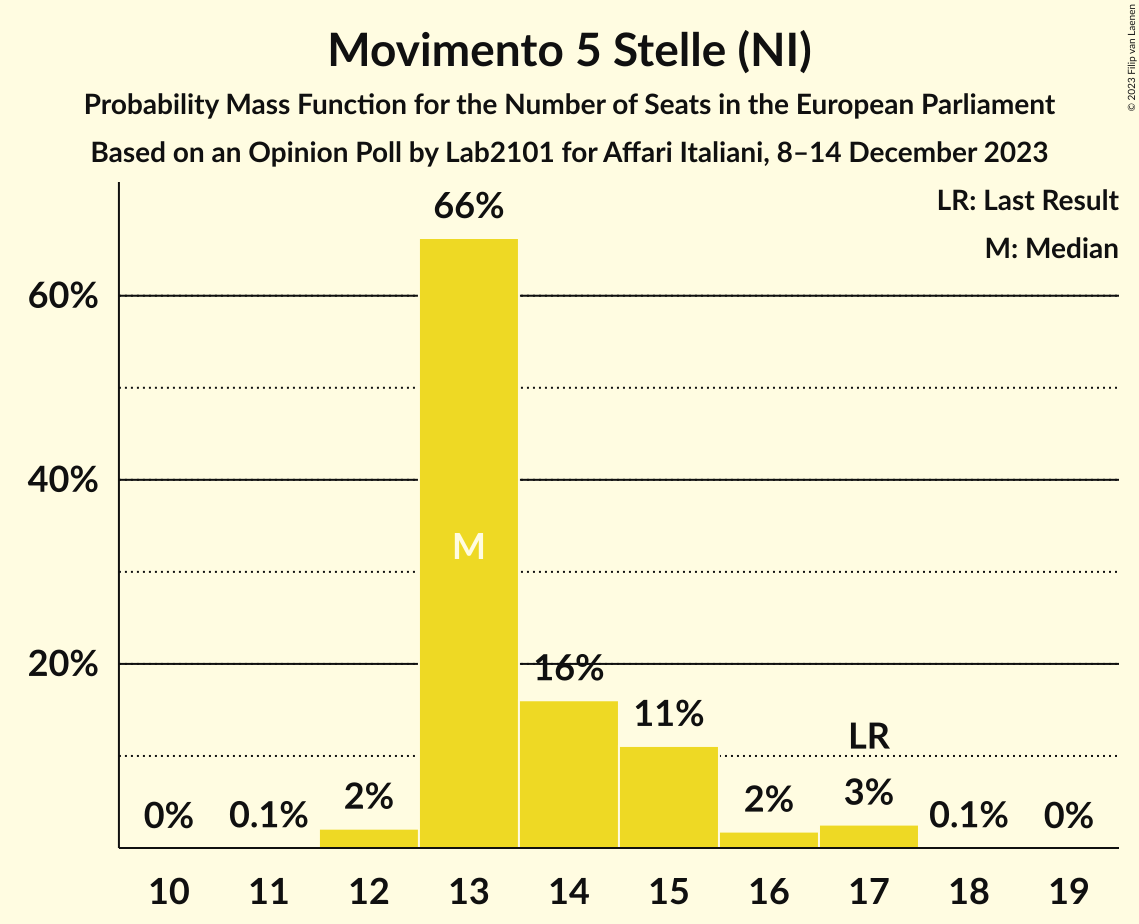 Movimento 5 Stelle (NI)
Probability Mass Function for the Number of Seats in the European Parliament
Based on an Opinion Poll by Lab2101 for Affari Italiani, 8–14 December 2023
© 2023 Filip van Laenen
LR: Last Result
M: Median
66%
60%
40%
M
20%
16%
11%
LR
0%
0.1%
2%
2%
3%
0.1%
0%
10 11 12 13 14 15 16 17 18 19